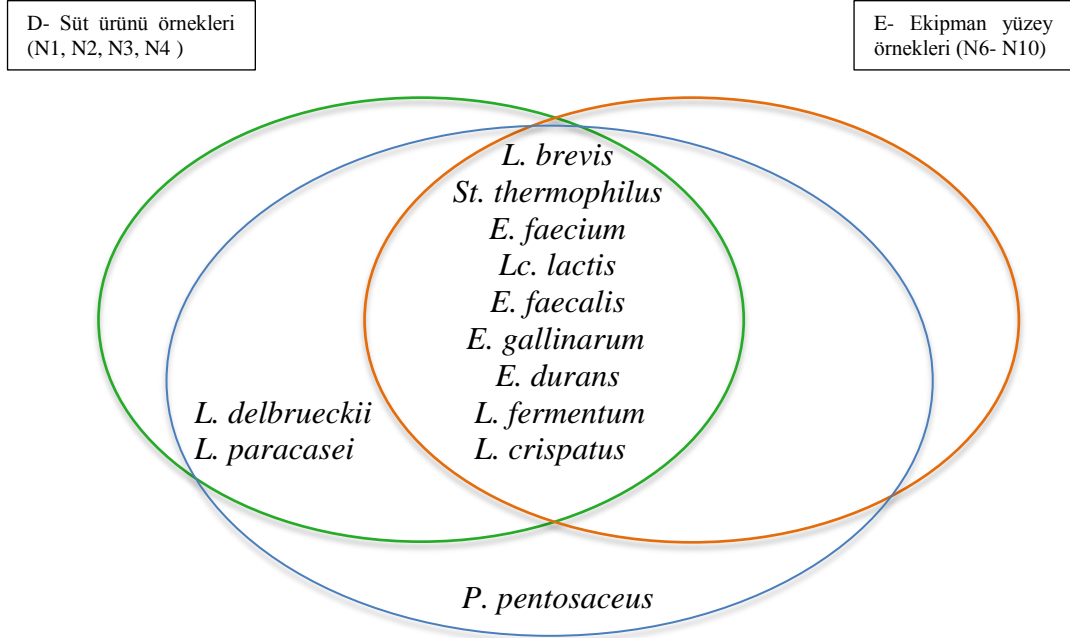 D- Süt ürünü örnekleri
(N1, N2, N3, N4 )
E- Ekipman yüzey
örnekleri (N6- N10)
L. brevis
St. thermophilus
E. faecium
Lc. lactis
E. faecalis
E. gallinarum
E. durans
L. fermentum
L. crispatus
L. delbrueckii
L. paracasei
P. pentosaceus